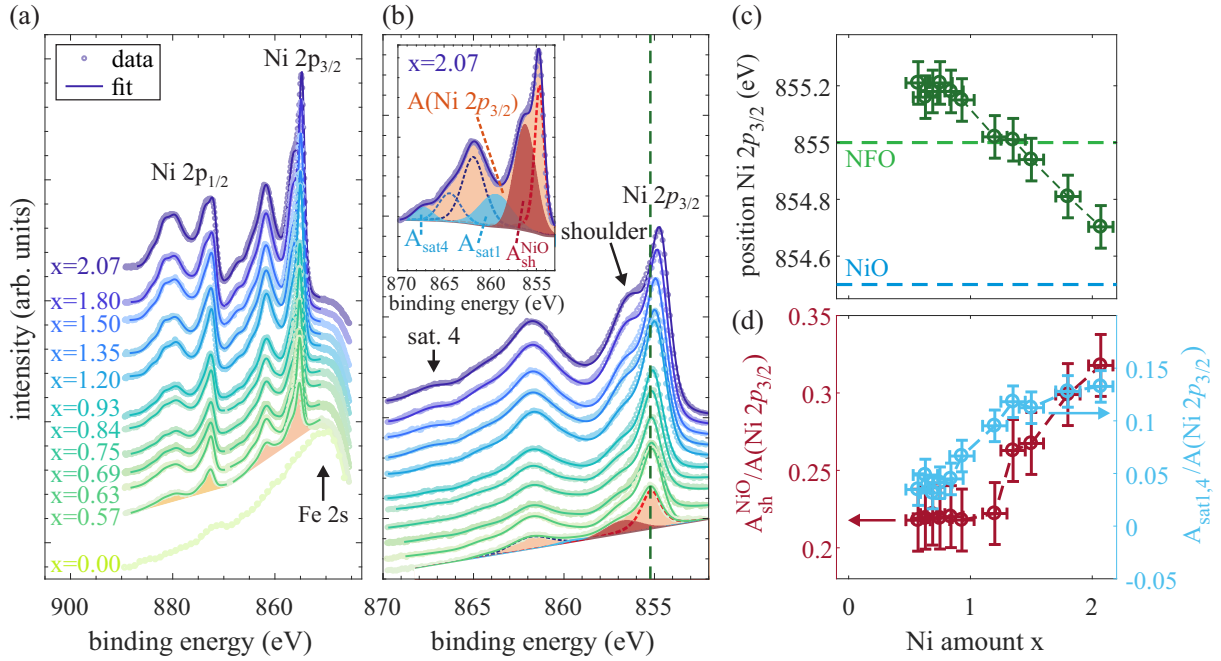 (a)
data
fit
Ni 2p3/2
Ni 2p1/2
x=2.07
x=1.80
x=1.50
x=1.35
x=1.20
x=0.93
x=0.84
x=0.75
x=0.69
x=0.63
x=0.57
x=0.00
Fe 2s
intensity (arb. units)
900 880 860
binding energy (eV)
(b)
x=2.07
A(Ni 2p3/2)
Asat4
Asat1
AshNiO
870 865 860 855
binding energy (eV)
Ni 2p3/2
shoulder
sat. 4
870 865 860 855
binding energy (eV)
(c)
position Ni 2p3/2 (eV)
855.2
855
854.8
854.6
NFO
NiO
(d)
AshNiO/A(Ni 2p3/2)
0.35
0.3
0.25
0.2
0.15
0.1
0.05
0
-0.05
Asat1,4/A(Ni 2p3/2)
0 1 2
Ni amount x